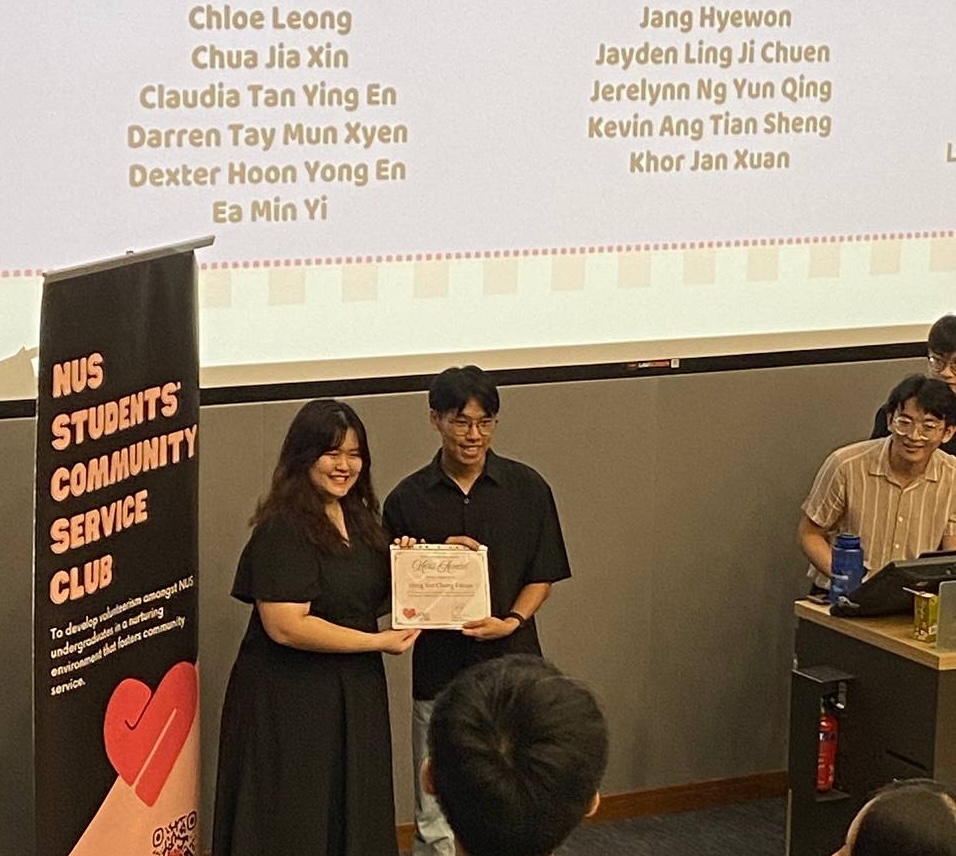 Chloe Leong
Chua Jia Xin
Claudia Tan Ying En
Darren Tay Mun Xyen
Dexter Hoon Yong En
Ea Min Yi
Jang Hyewon
Jayden Ling Ji Chuen
Jerelynn Ng Yun Qing
Kevin Ang Tian Sheng
Khor Jan Xuan
L
NUS
STUDENTS'
COMMUNITY
SERVICE
CLUB
To develop volunteerism amongst NUS
undergraduates in a nurturing
environment that fosters community
service.